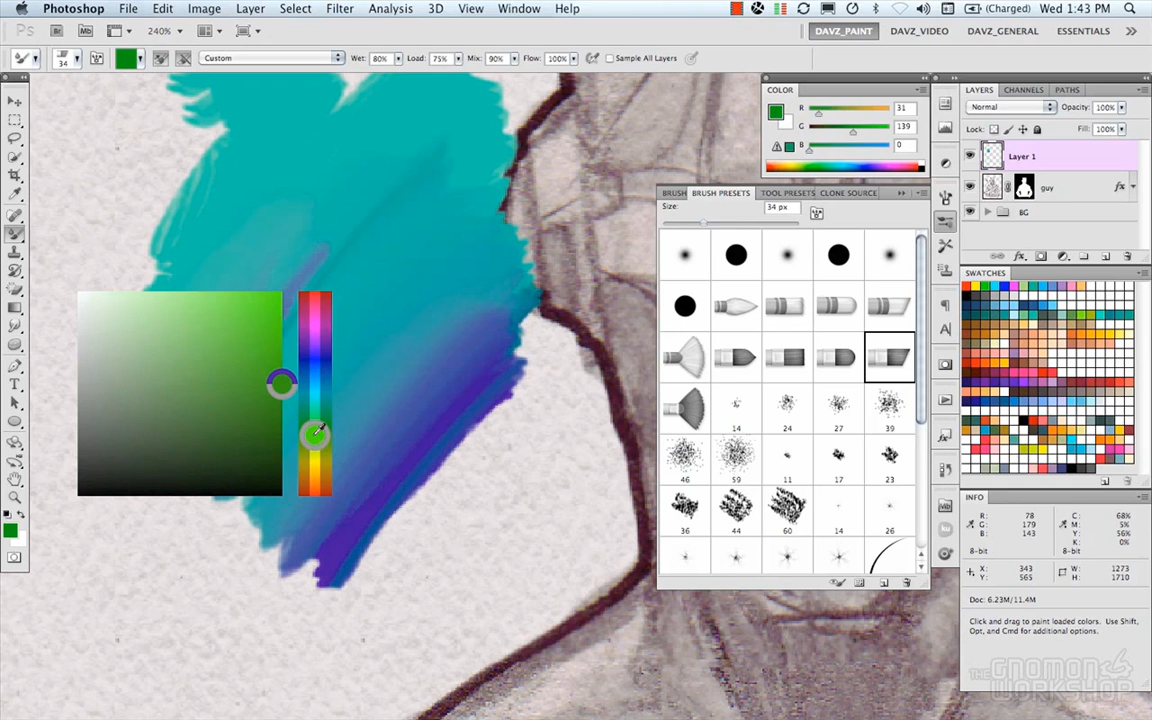 Photoshop File Edit Image Layer Select Filter Analysis 3D View Window Help (Charged) Wed 1:43 PM
Ps Br Mb 240% DAVZ_PAINT DAVZ_VIDEO DAVZ_GENERAL ESSENTIALS
34 Custom Wet: 80% Load: 75% Mix: 90% Flow: 100% Sample All Layers
COLOR
R 31
G 139
B 0
LAYERS CHANNELS PATHS
Normal Opacity: 100%
Lock: Fill: 100%
Layer 1
guy fx
BG
BRUSH BRUSH PRESETS TOOL PRESETS CLONE SOURCE
Size: 34 px
14 24 27 39
46 59 11 17 23
36 44 60 14 26
SWATCHES
INFO
R: 78 C: 68%
G: 179 M: 5%
B: 143 Y: 56%
K: 0%
8-bit 8-bit
X: 343 W: 1273
Y: 565 H: 1710
Doc: 6.23M/11.4M
Click and drag to paint loaded colors. Use Shift,
Opt, and Cmd for additional options.
THE GNOMON
WORKSHOP